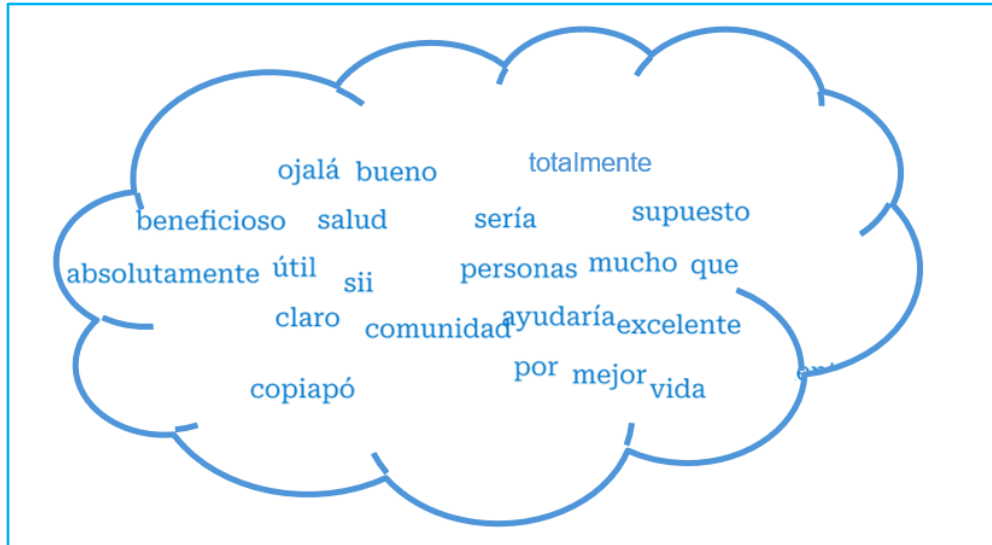 ojalá bueno totalmente
beneficioso salud sería supuesto
absolutamente útil sii personas mucho que
claro comunidad ayudaría excelente
copiapó por mejor vida